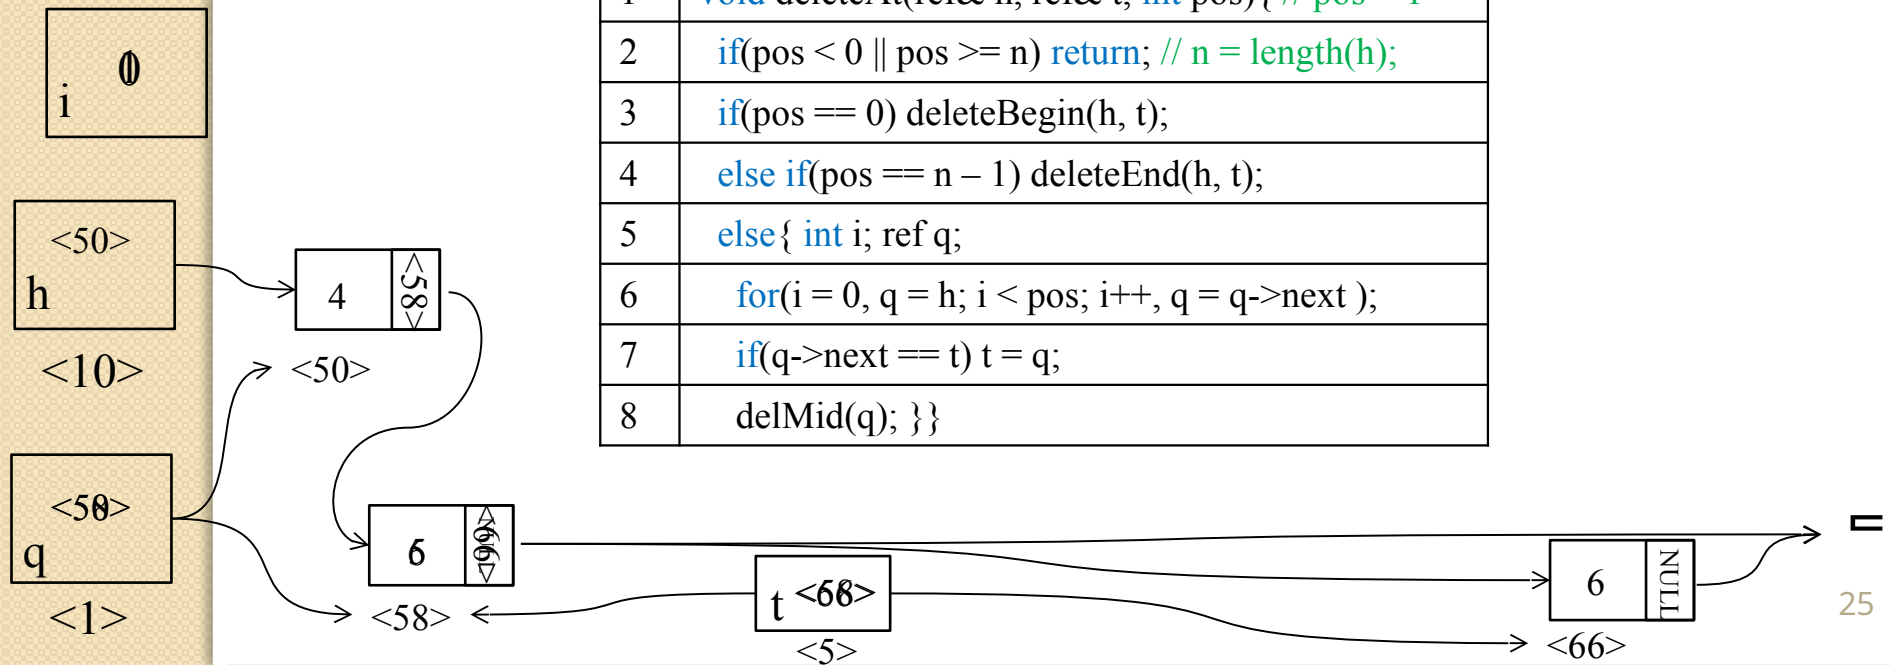 2 if(pos < 0 || pos >= n) return; // n = length(h);
3 if(pos == 0) deleteBegin(h, t);
4 else if(pos == n – 1) deleteEnd(h, t);
5 else{ int i; ref q;
6 for(i = 0, q = h; i < pos; i++, q = q->next );
7 if(q->next == t) t = q;
8 delMid(q); }}
i
<50>
h
<10>
4 <58>
<50>
q
<1>
<58>
t
<5>
6 NULL
<66>
25